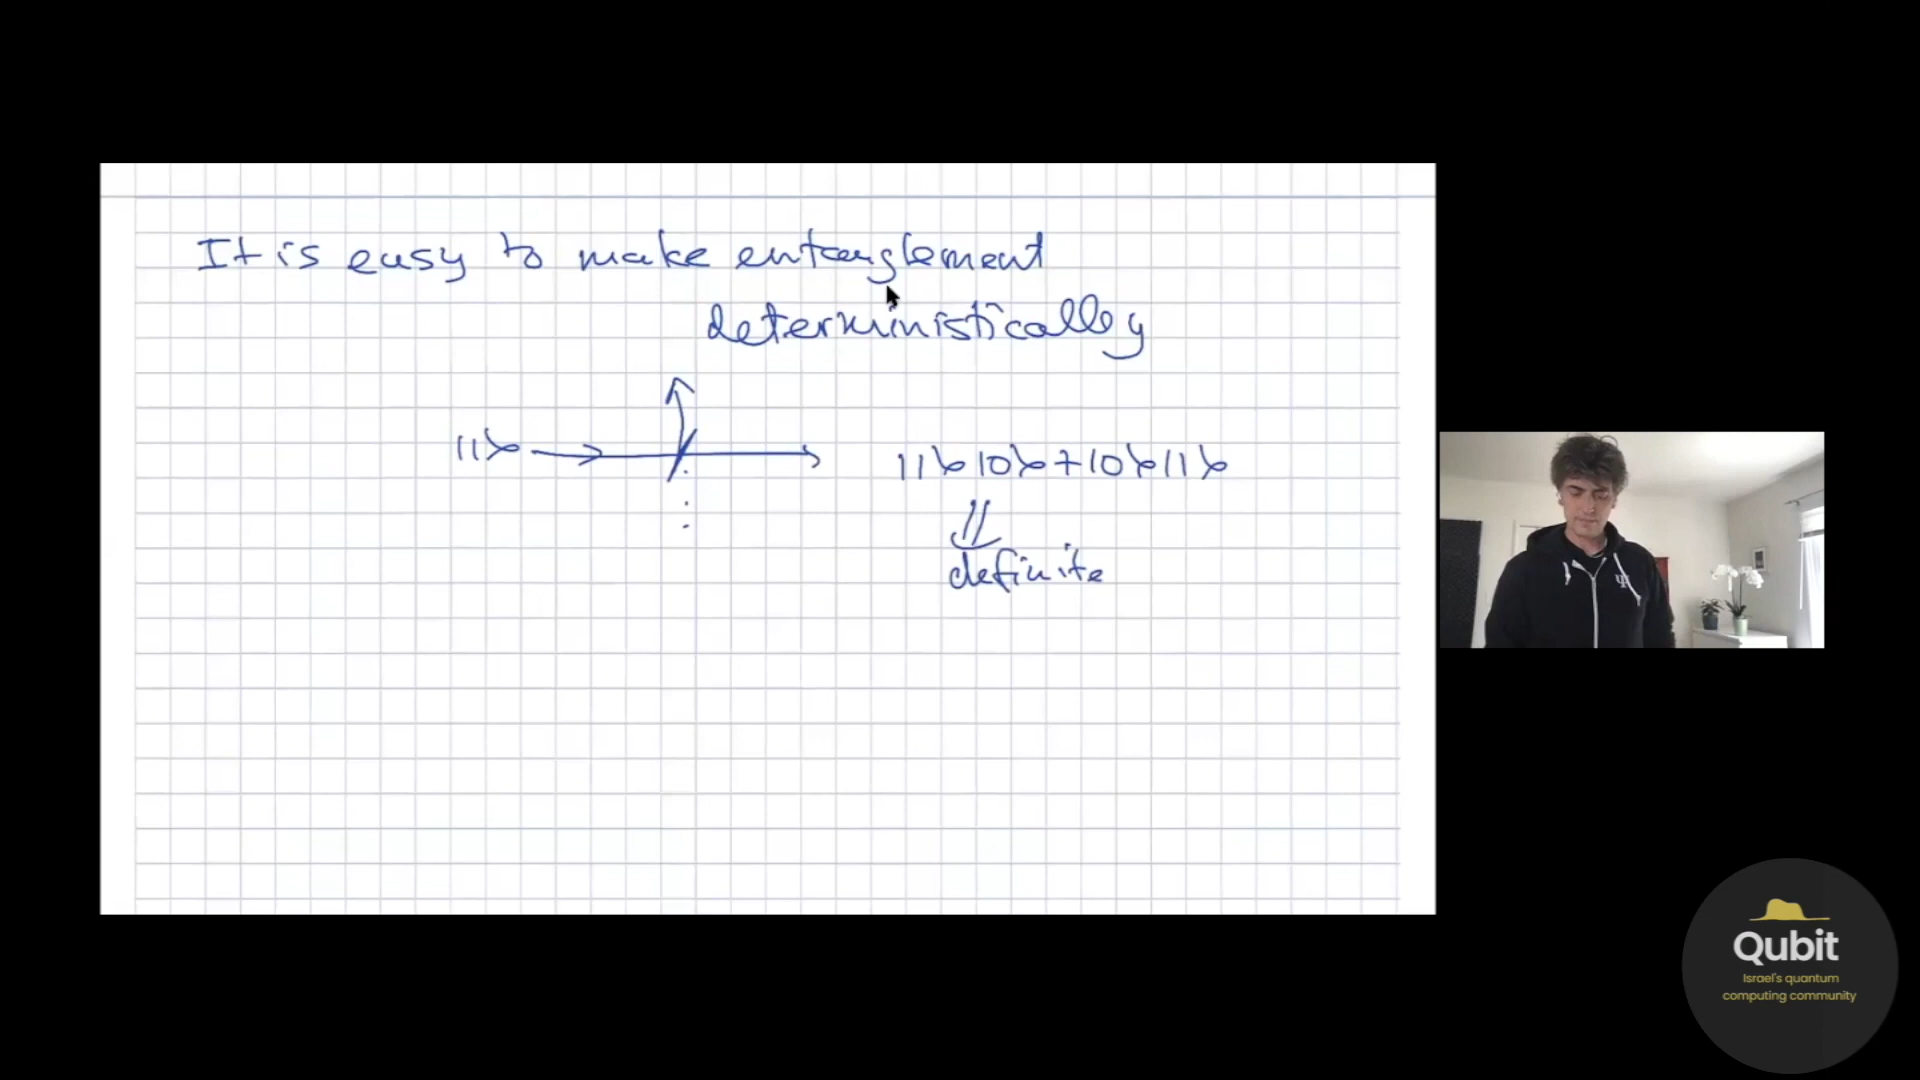 It is easy to make entanglement
deterministically
|1> |1>|0>+|0>|1>
definite
Qubit
Israel's quantum
computing community